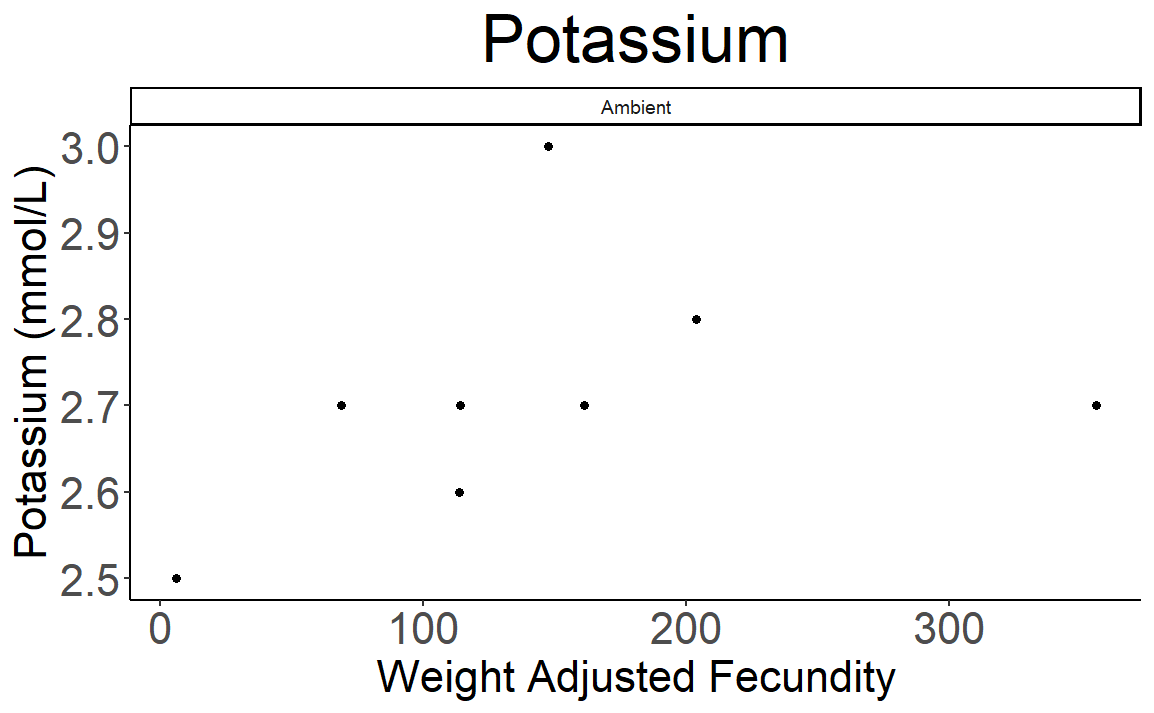 Potassium
Ambient
Potassium (mmol/L)
3.0
2.9
2.8
2.7
2.6
2.5
0 100 200 300
Weight Adjusted Fecundity